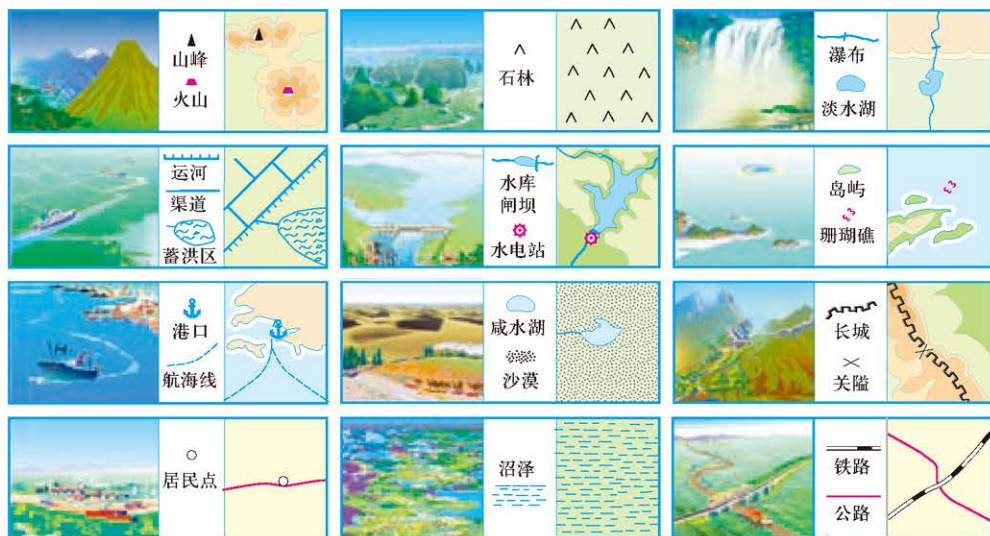 山峰
火山
石林
瀑布
淡水湖
运河
渠道
蓄洪区
水库
闸坝
水电站
岛屿
珊瑚礁
港口
航海线
咸水湖
沙漠
长城
关隘
居民点
沼泽
铁路
公路